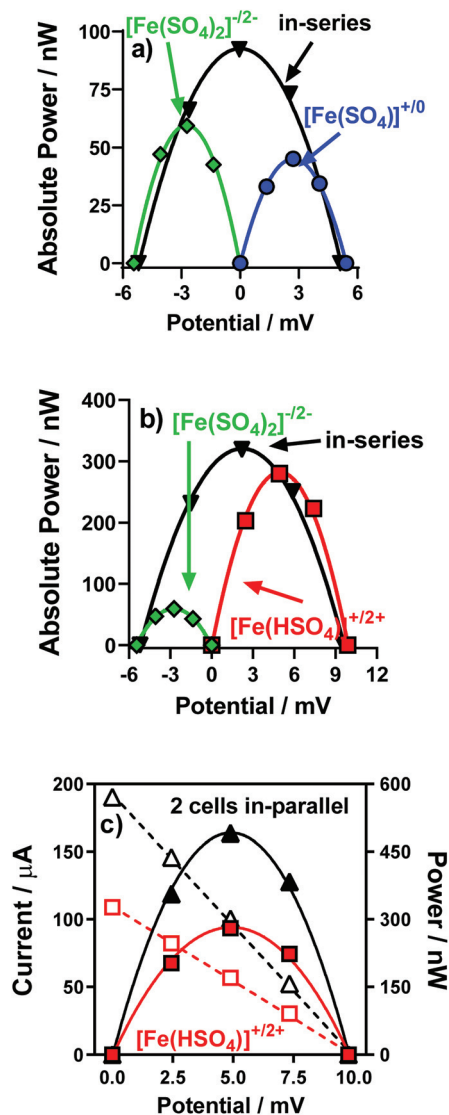 a)
[Fe(SO₄)₂]⁻/²⁻
in-series
[Fe(SO₄)]⁺/⁰
Absolute Power / nW
100
75
50
25
0
-6 -3 0 3 6
Potential / mV
b)
[Fe(SO₄)₂]⁻/²⁻
in-series
[Fe(HSO₄ ]⁺/²⁺
Absolute Power / nW
400
300
200
100
0
-6 -3 0 3 6 9 12
Potential / mV
c)
2 cells in-parallel
[Fe(HSO₄)]⁺/²⁺
Current / μA
200
150
100
50
0
Power / nW
600
450
300
150
0
0.0 2.5 5.0 7.5 10.0
Potential / mV